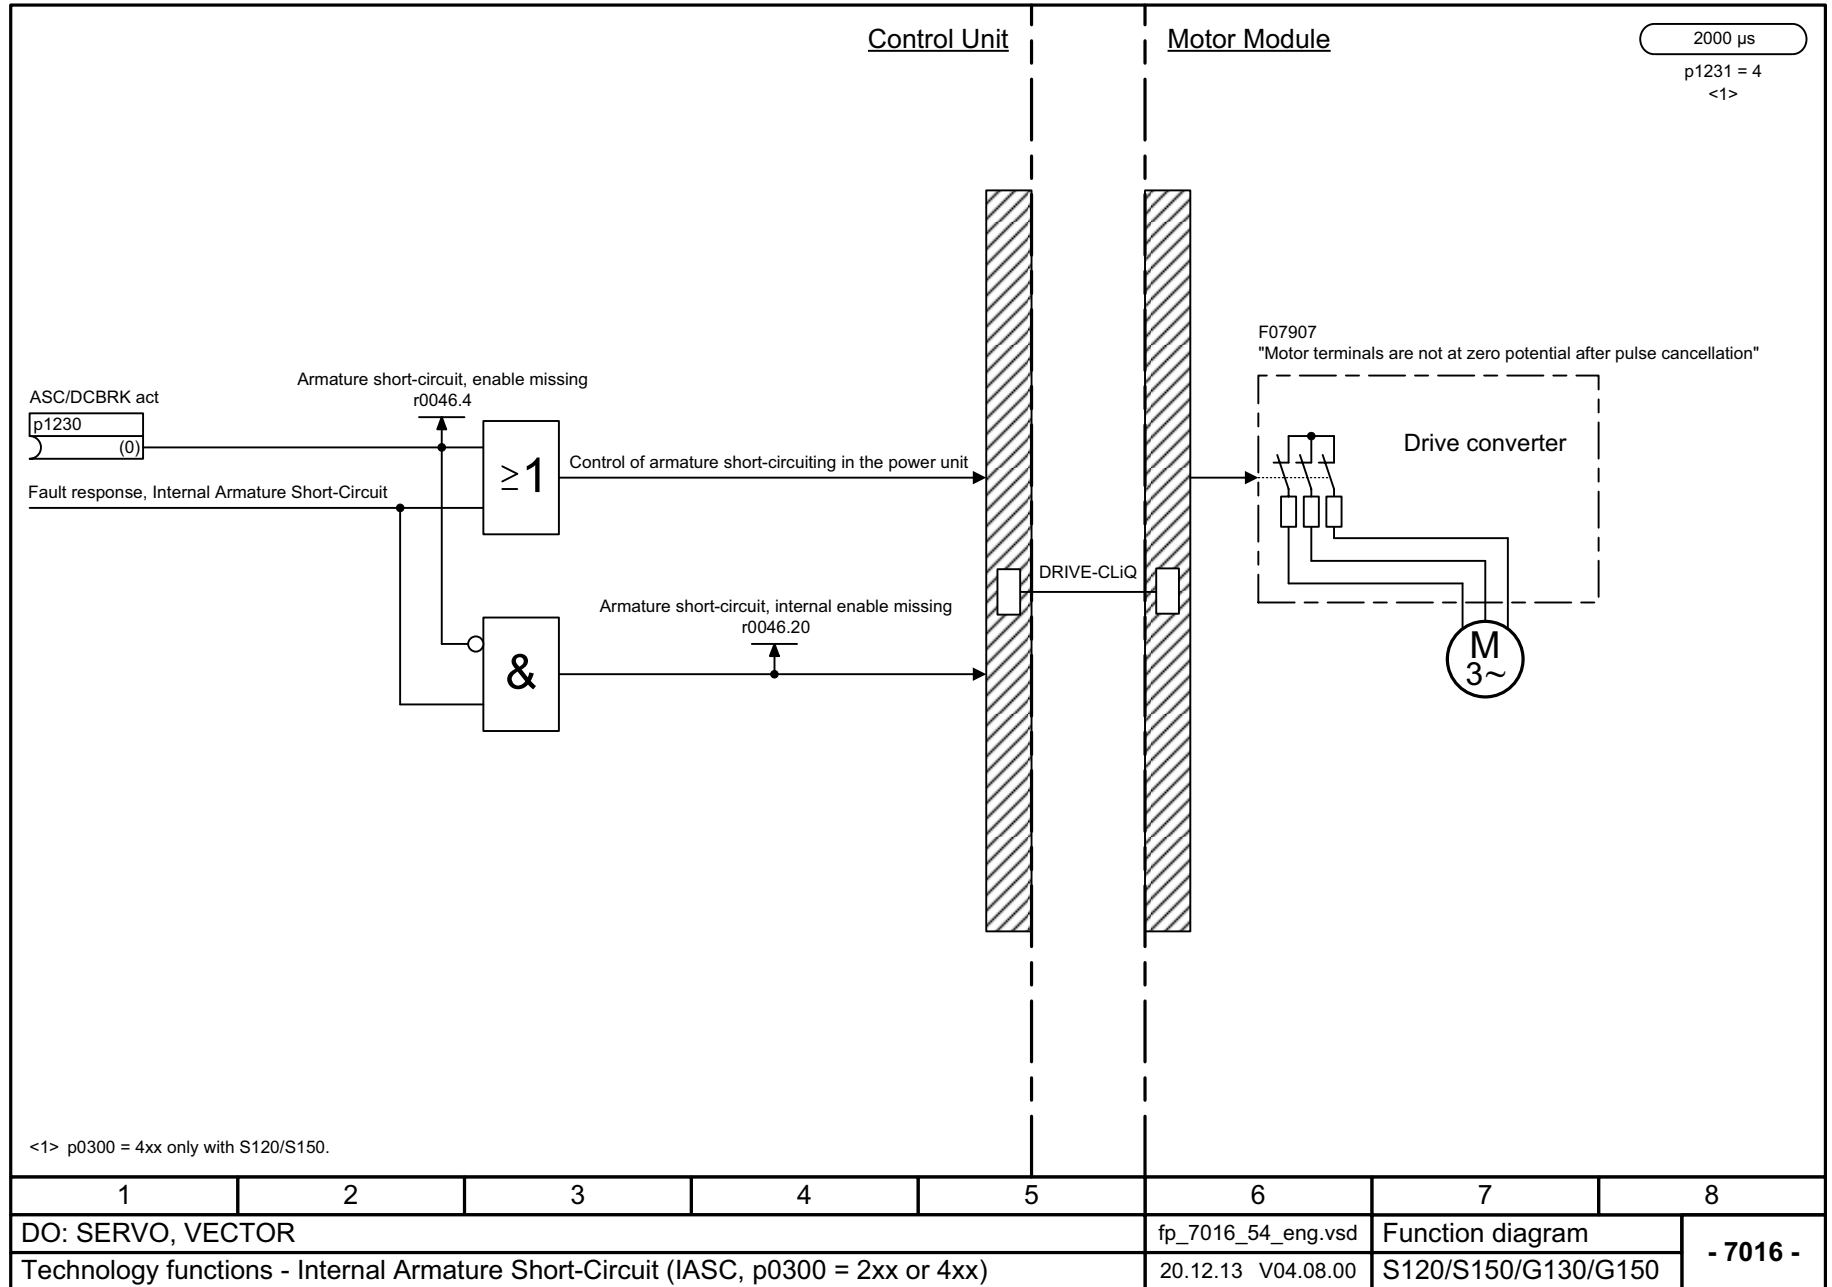 Control Unit
Motor Module
2000 µs
p1231 = 4
<1>
F07907
"Motor terminals are not at zero potential after pulse cancellation"
Armature short-circuit, enable missing
r0046.4
ASC/DCBRK act
p1230
(0)
≥1
Control of armature short-circuiting in the power unit
Drive converter
Fault response, Internal Armature Short-Circuit
DRIVE-CLiQ
Armature short-circuit, internal enable missing
r0046.20
&
M
3~
<1> p0300 = 4xx only with S120/S150.
1 2 3 4 5 6 7 8
DO: SERVO, VECTOR
fp_7016_54_eng.vsd
Function diagram
- 7016 -
Technology functions - Internal Armature Short-Circuit (IASC, p0300 = 2xx or 4xx)
20.12.13 V04.08.00
S120/S150/G130/G150